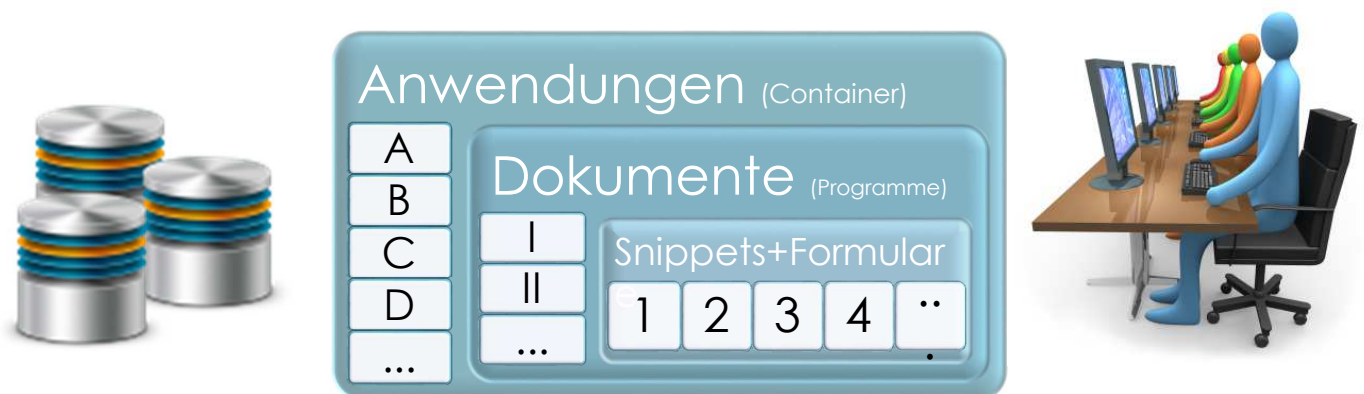 Anwendungen (Container)
A
B
C
D
...
Dokumente (Programme)
I
II
...
Snippets+Formular
e
1 2 3 4 ...